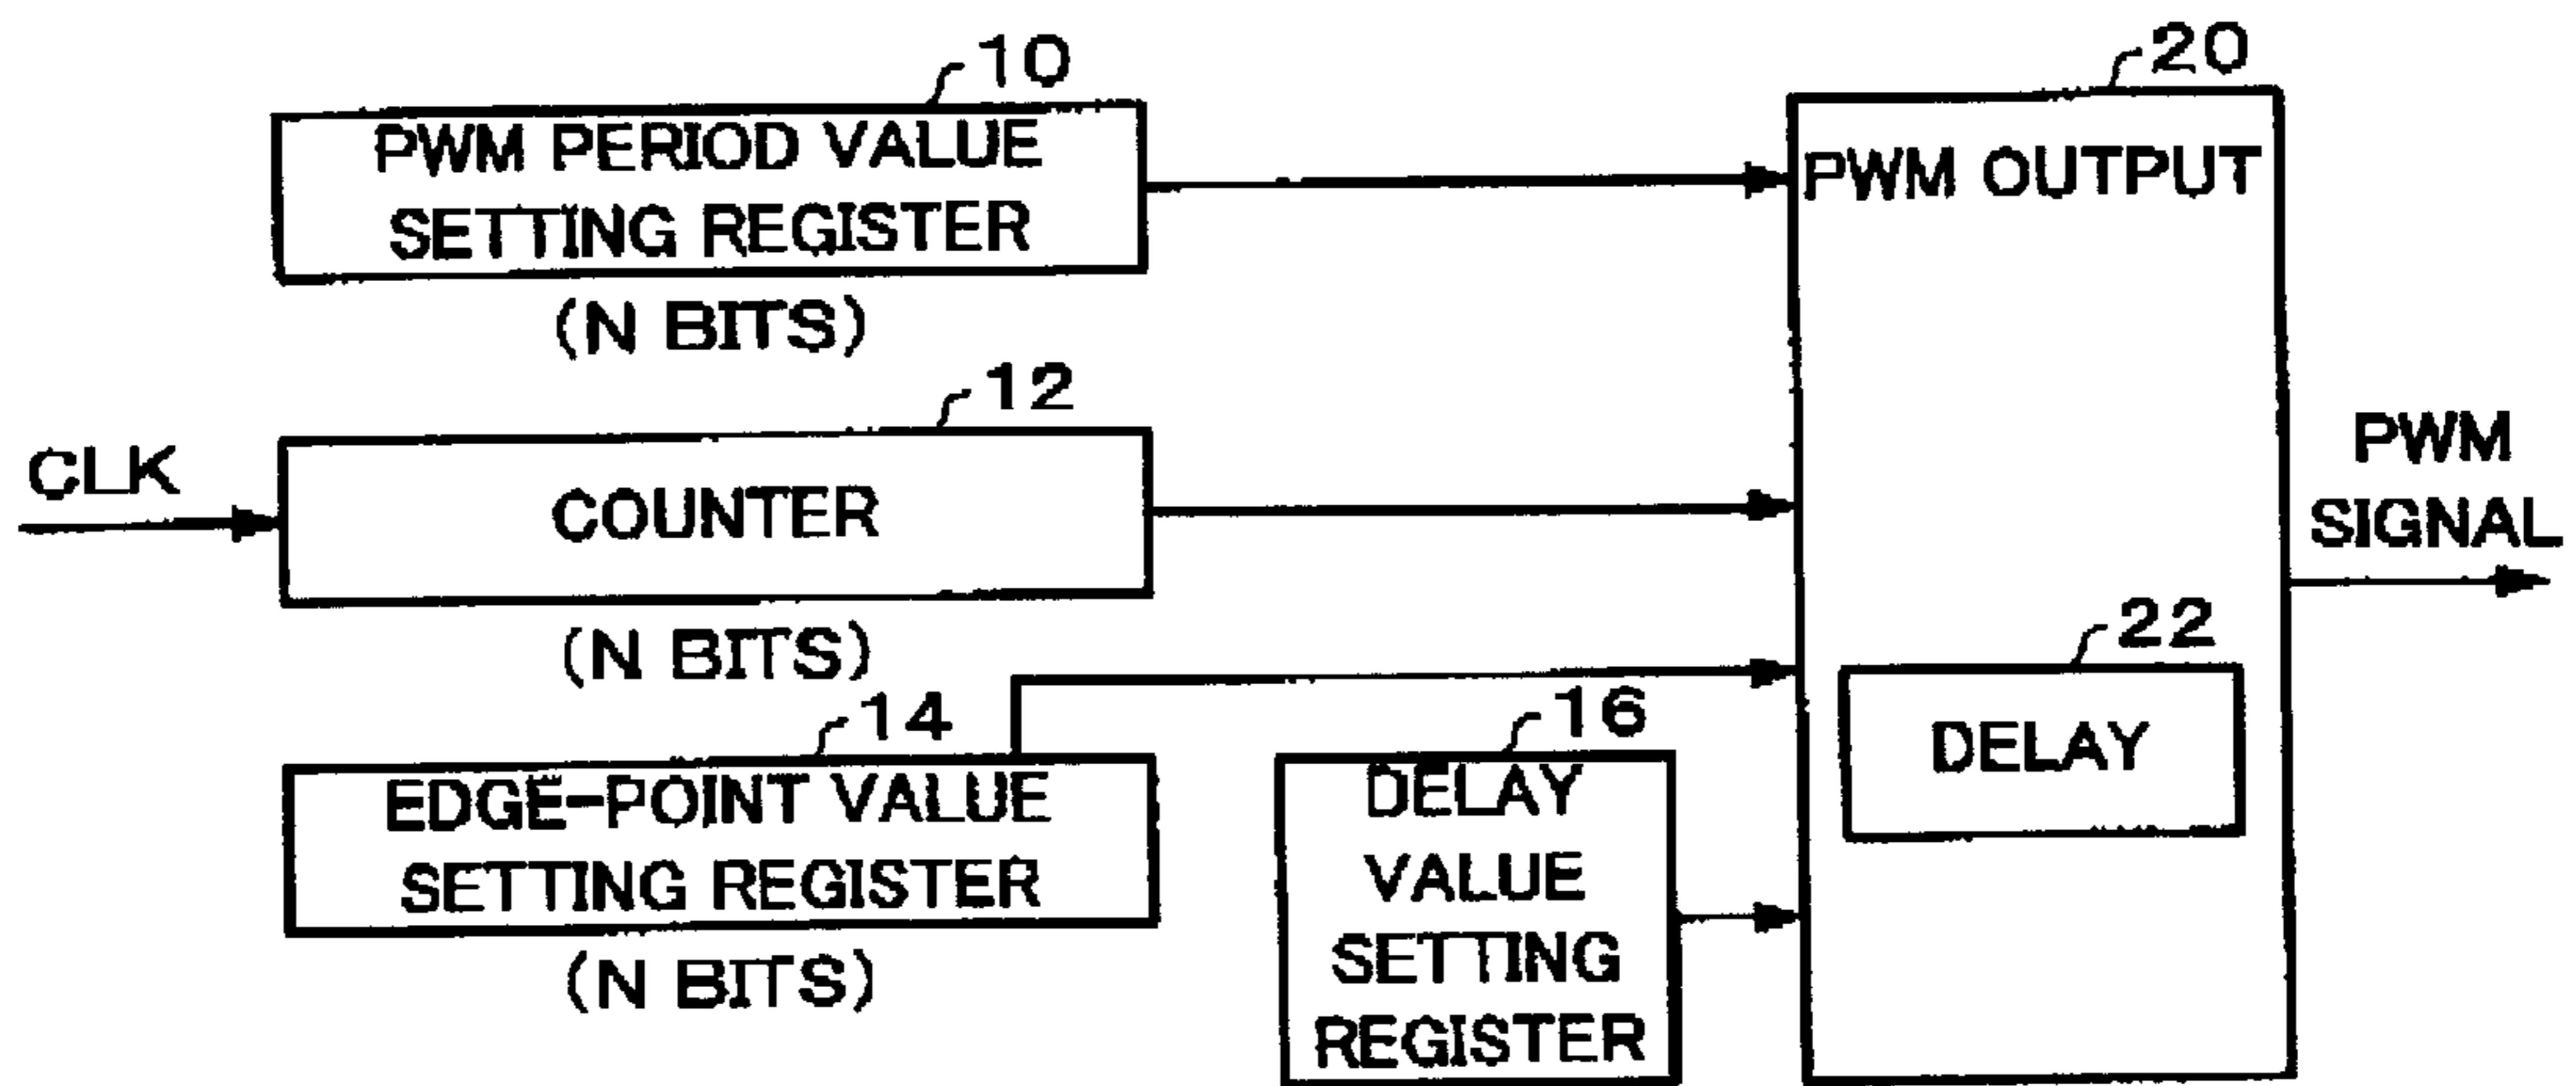 10
PWM PERIOD VALUE
SETTING REGISTER
(N BITS)
CLK
12
COUNTER
(N BITS)
14
EDGE-POINT VALUE
SETTING REGISTER
(N BITS)
16
DELAY
VALUE
SETTING
REGISTER
20
PWM OUTPUT
22
DELAY
PWM
SIGNAL